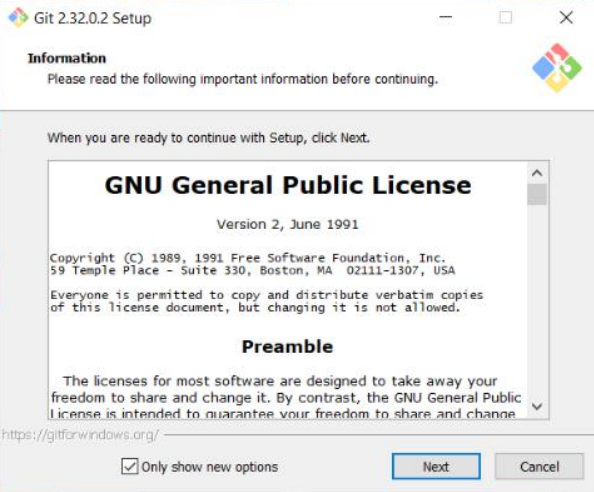 Git 2.32.0.2 Setup
Information
Please read the following important information before continuing.
When you are ready to continue with Setup, click Next.
GNU General Public License
Version 2, June 1991
Copyright (C) 1989, 1991 Free Software Foundation, Inc.
59 Temple Place - Suite 330, Boston, MA  02111-1307, USA
Everyone is permitted to copy and distribute verbatim copies
of this license document, but changing it is not allowed.
Preamble
The licenses for most software are designed to take away your
freedom to share and change it. By contrast, the GNU General Public
License is intended to guarantee your freedom to share and change
https://gitforwindows.org/
Only show new options
Next
Cancel